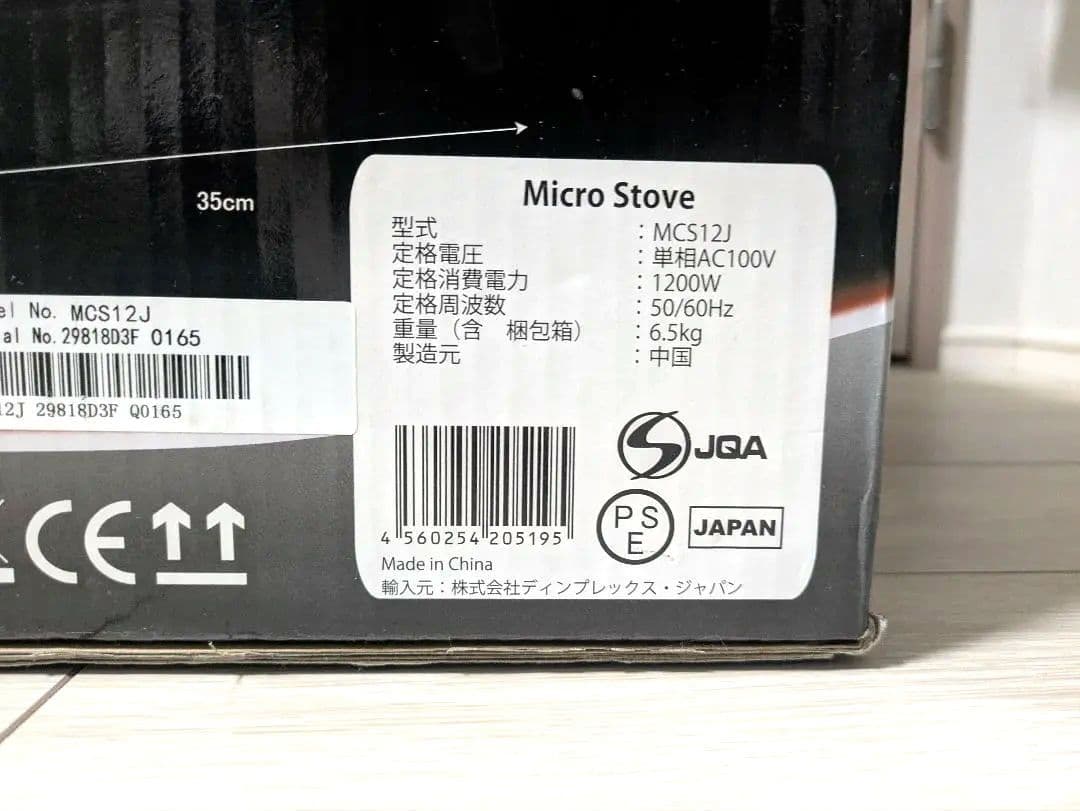 35cm
Micro Stove
型式 : MCS12J
定格電圧 : 単相AC100V
定格消費電力 : 1200W
定格周波数 : 50/60Hz
重量（含 梱包箱） : 6.5kg
製造元 : 中国
JQA
PS
E
JAPAN
4 560254 205195
Made in China
輸入元：株式会社ディンプレックス・ジャパン
el No. MCS12J
al No. 29818D3F 0165
12J 29818D3F Q0165
CE